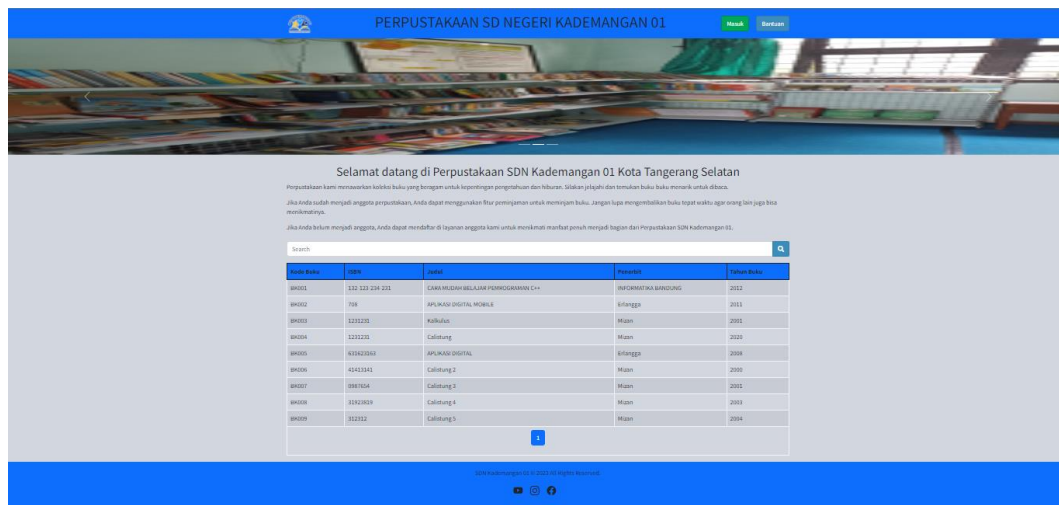 PERPUSTAKAAN SD NEGERI KADEMANGAN 01
Masuk Bantuan
Selamat datang di Perpustakaan SDN Kademangan 01 Kota Tangerang Selatan
Perpustakaan kami menawarkan koleksi buku yang beragam untuk kepentingan pengetahuan dan hiburan. Silakan jelajahi dan temukan buku-buku menarik untuk dibaca.
Jika Anda sudah menjadi anggota perpustakaan, Anda dapat menggunakan fitur peminjaman untuk meminjam buku. Jangan lupa mengembalikan buku tepat waktu agar orang lain juga bisa
menikmatinya.
Jika Anda belum menjadi anggota, Anda dapat mendaftar di layanan anggota kami untuk menikmati manfaat penuh menjadi bagian dari Perpustakaan SDN Kademangan 01.
Search
Kode Buku ISBN Judul Penerbit Tahun Buku
BK001 132 123 234 231 CARA MUDAH BELAJAR PEMROGRAMAN C++ INFORMATIKA BANDUNG 2012
BK002 708 APLIKASI DIGITAL MOBILE Erlangga 2011
BK003 1231231 Kalkulus Mizan 2001
BK004 1231231 Calistung Mizan 2020
BK005 631623163 APLIKASI DIGITAL Erlangga 2008
BK006 41413141 Calistung 2 Mizan 2000
BK007 0987654 Calistung 3 Mizan 2001
BK008 Calistung 4 Mizan 2003
BK009 312312 Calistung 5 Mizan 2004
1
SDN Kademangan 01 © 2023 All Rights Reserved.